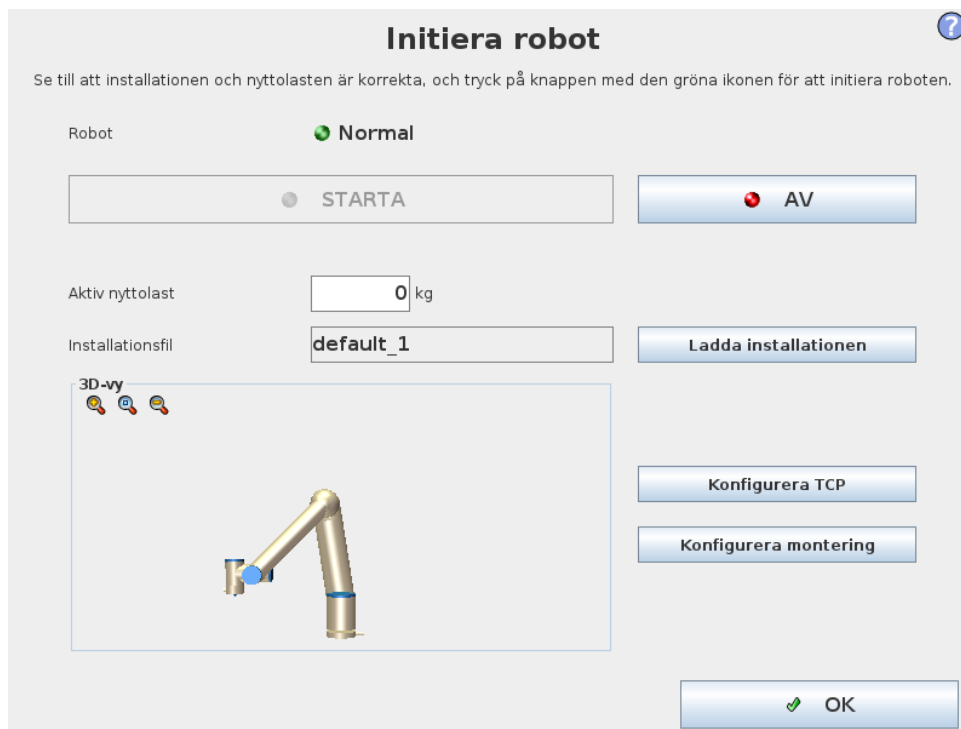 Initiera robot
?
Se till att installationen och nyttolasten är korrekta, och tryck på knappen med den gröna ikonen för att initiera roboten.
Robot
Normal
STARTA
AV
Aktiv nyttolast
0 kg
Installationsfil
default_1
Ladda installationen
3D-vy
Konfigurera TCP
Konfigurera montering
OK